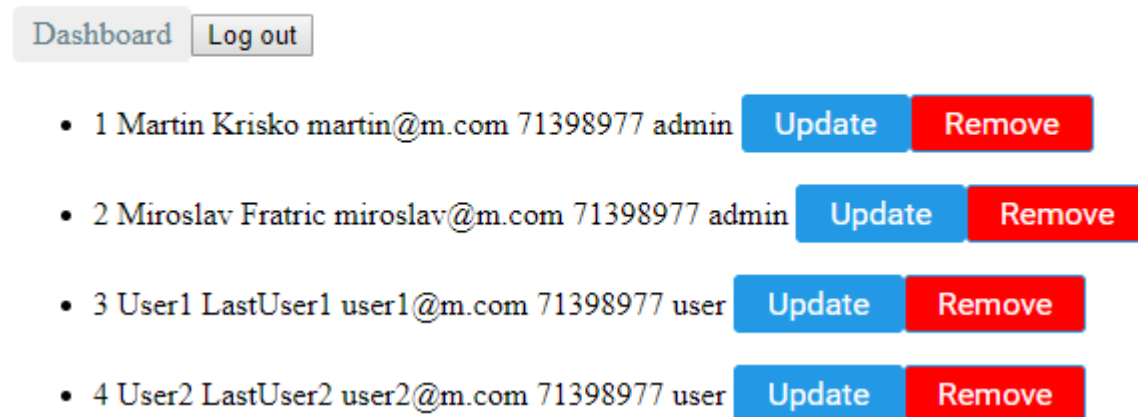 Dashboard Log out
1 Martin Krisko martin@m.com 71398977 admin Update Remove
2 Miroslav Fratric miroslav@m.com 71398977 admin Update Remove
3 User1 LastUser1 user1@m.com 71398977 user Update Remove
4 User2 LastUser2 user2@m.com 71398977 user Update Remove